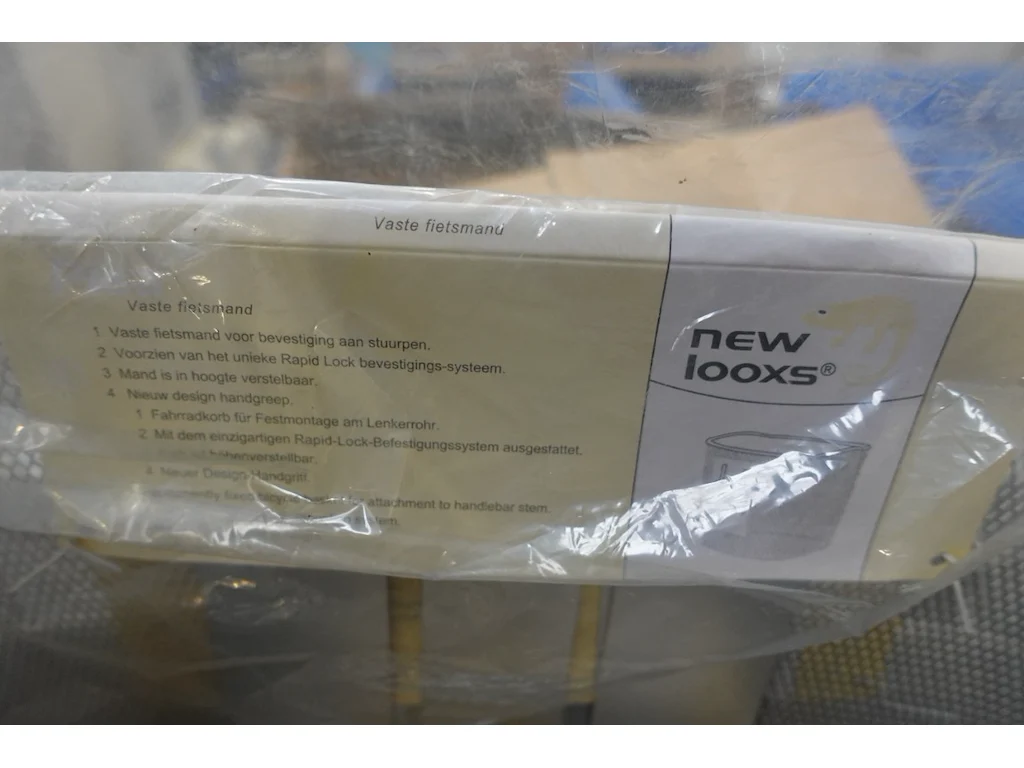 Vaste fietsmand
Vaste fietsmand
1 Vaste fietsmand voor bevestiging aan stuurpen.
2 Voorzien van het unieke Rapid Lock bevestigings-systeem.
3 Mand is in hoogte verstelbaar.
4 Nieuw design handgreep.
1 Fahrradkorb für Festmontage am Lenkerrohr.
2 Mit dem einzigartigen Rapid-Lock-Befestigungssystem ausgestattet.
höhenverstellbar.
4 Neuer Design Handgriff.
attachment to handlebar stem.
new
looxs®